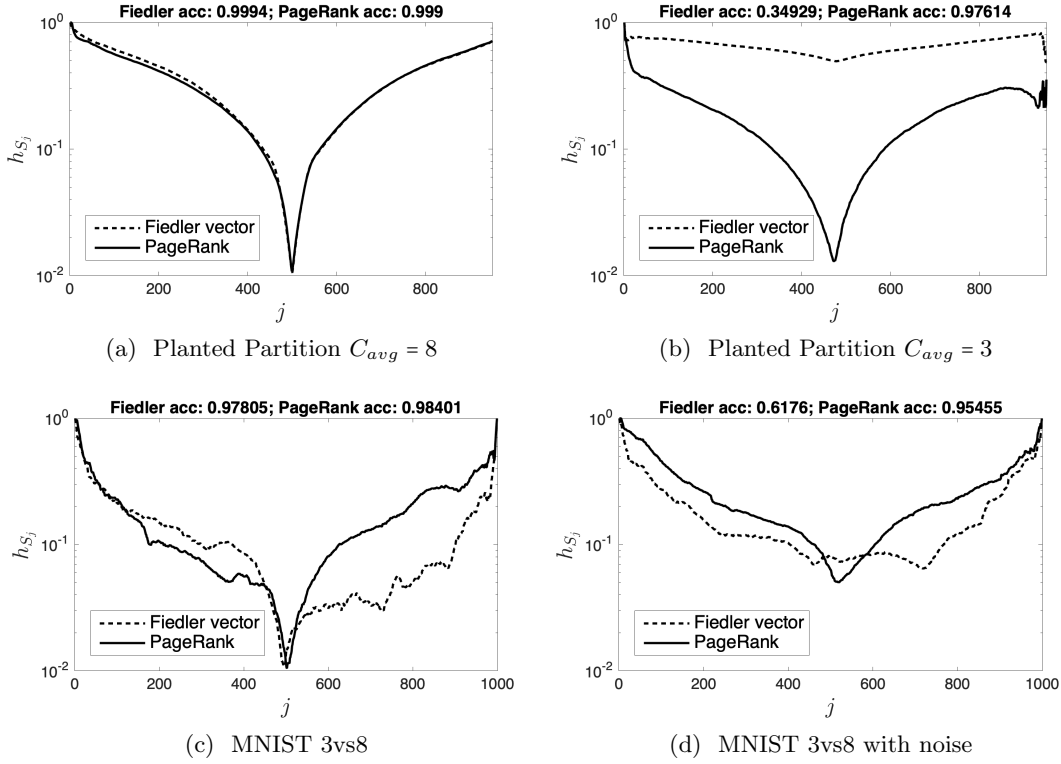 Fiedler acc: 0.9994; PageRank acc: 0.999
10^0
10^-1
10^-2
h_{S_j}
Fiedler vector
PageRank
0 200 400 600 800
j
(a) Planted Partition C_{avg} = 8
Fiedler acc: 0.34929; PageRank acc: 0.97614
10^0
10^-1
10^-2
h_{S_j}
Fiedler vector
PageRank
0 200 400 600 800
j
(b) Planted Partition C_{avg} = 3
Fiedler acc: 0.97805; PageRank acc: 0.98401
10^0
10^-1
10^-2
h_{S_j}
Fiedler vector
PageRank
0 200 400 600 800 1000
j
(c) MNIST 3vs8
Fiedler acc: 0.6176; PageRank acc: 0.95455
10^0
10^-1
10^-2
h_{S_j}
Fiedler vector
PageRank
0 200 400 600 800 1000
j
(d) MNIST 3vs8 with noise